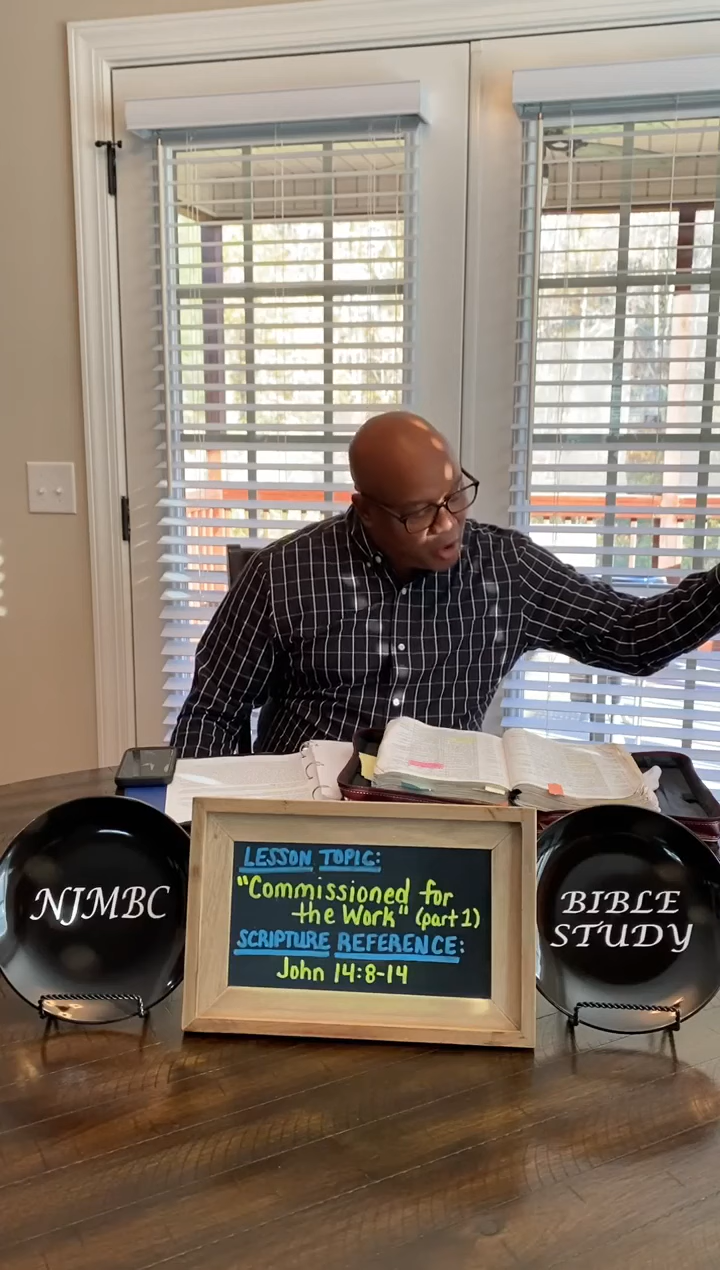 LESSON TOPIC:
"Commissioned for
the Work" (part 1)
SCRIPTURE REFERENCE:
John 14:8-14
NJMBC
BIBLE
STUDY